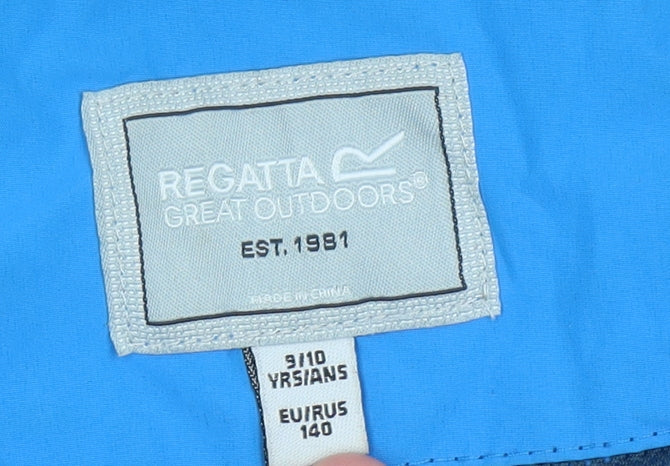 REGATTA
GREAT OUTDOORS®
EST. 1981
MADE IN CHINA
9/10
YRS/ANS
EU/RUS
140